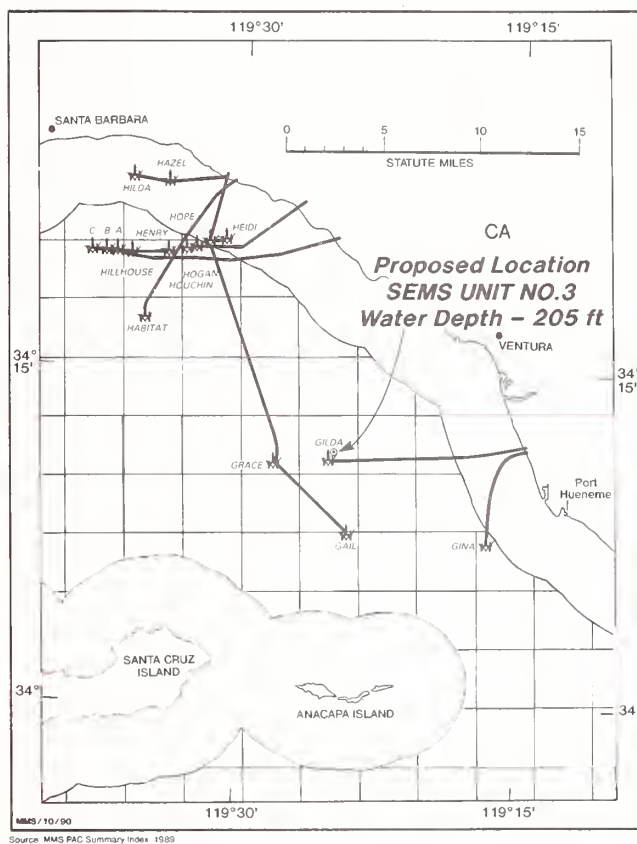 119°30'
119°15'
SANTA BARBARA
0 5 10 15
STATUTE MILES
HAZEL
HILDA
HOPE
HEIDI
C B A
HENRY
CA
HILLHOUSE
HOGAN
HOUCHIN
Proposed Location
SEMS UNIT NO.3
Water Depth – 205 ft
HABITAT
VENTURA
34°
15'
34°
15'
GILDA
GRACE
Port
Hueneme
GAIL
GINA
SANTA CRUZ
ISLAND
34°
34
ANACAPA ISLAND
MMS/10/90
119°30'
119°15'
Source: MMS PAC Summary Index 1989